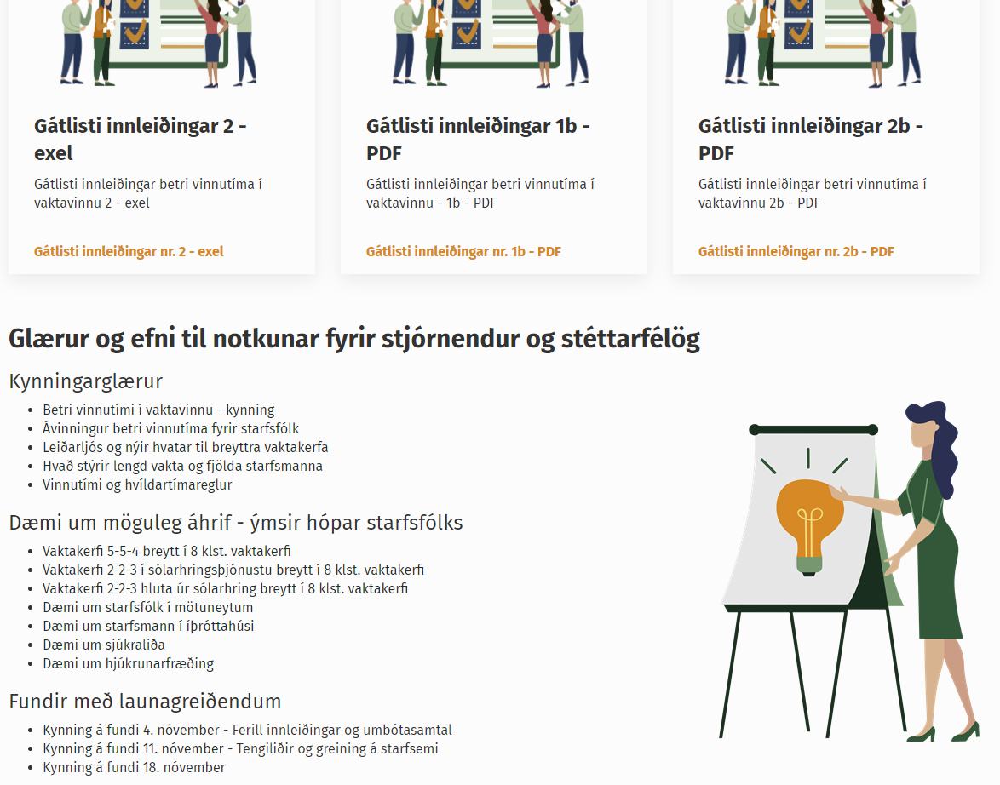 Gátlisti innleiðingar 2 -
exel
Gátlisti innleiðingar betri vinnutíma í
vaktavinnu 2 - exel
Gátlisti innleiðingar nr. 2 - exel
Gátlisti innleiðingar 1b -
PDF
Gátlisti innleiðingar betri vinnutíma í
vaktavinnu - 1b - PDF
Gátlisti innleiðingar nr. 1b - PDF
Gátlisti innleiðingar 2b -
PDF
Gátlisti innleiðingar betri vinnutíma í
vaktavinnu 2b - PDF
Gátlisti innleiðingar nr. 2b - PDF
Glærur og efni til notkunar fyrir stjórnendur og stéttarfélög
Kynningarglærur
Betri vinnutími í vaktavinnu - kynning
Ávinningur betri vinnutíma fyrir starfsfólk
Leiðarljós og nýir hvatar til breyttra vaktakerfa
Hvað stýrir lengd vakta og fjölda starfsmanna
Vinnutími og hvíldartímareglur
Dæmi um möguleg áhrif - ýmsir hópar starfsfólks
Vaktakerfi 5-5-4 breytt í 8 klst. vaktakerfi
Vaktakerfi 2-2-3 í sólarhringsþjónustu breytt í 8 klst. vaktakerfi
Vaktakerfi 2-2-3 hluta úr sólarhring breytt í 8 klst. vaktakerfi
Dæmi um starfsfólk í mötuneytum
Dæmi um starfsmann í íþróttahúsi
Dæmi um sjúkraliða
Dæmi um hjúkrunarfræðing
Fundir með launagreiðendum
Kynning á fundi 4. nóvember - Ferill innleiðingar og umbótasamtal
Kynning á fundi 11. nóvember - Tengiliðir og greining á starfsemi
Kynning á fundi 18. nóvember